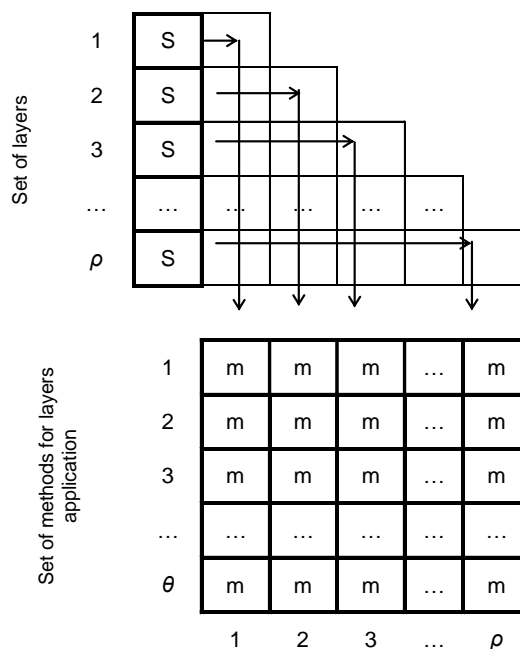 Set of layers
1 S
2 S
3 S
... ... ... ... ... ...
ρ S
Set of methods for layers
application
1 m m m ... m
2 m m m ... m
3 m m m ... m
... ... ... ... ... ...
θ m m m ... m
1 2 3 ... ρ